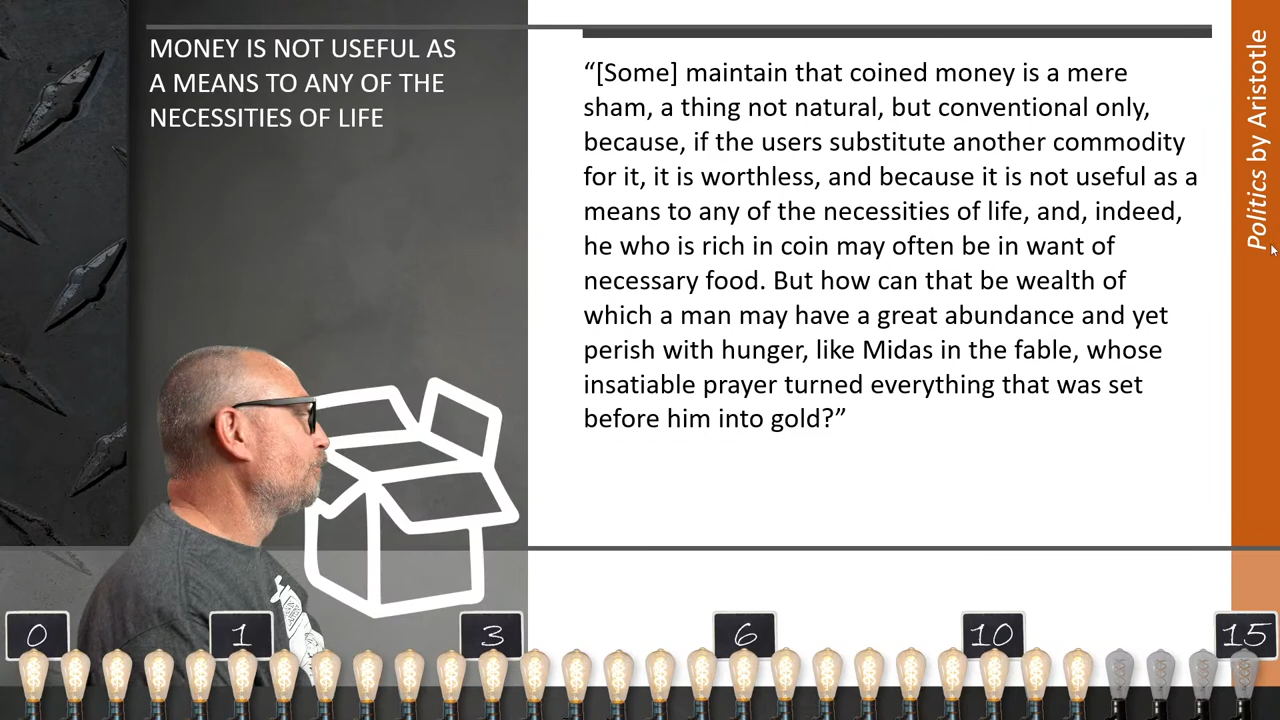 MONEY IS NOT USEFUL AS
A MEANS TO ANY OF THE
NECESSITIES OF LIFE
“[Some] maintain that coined money is a mere
sham, a thing not natural, but conventional only,
because, if the users substitute another commodity
for it, it is worthless, and because it is not useful as a
means to any of the necessities of life, and, indeed,
he who is rich in coin may often be in want of
necessary food. But how can that be wealth of
which a man may have a great abundance and yet
perish with hunger, like Midas in the fable, whose
insatiable prayer turned everything that was set
before him into gold?”
Politics by Aristotle
0
1
3
6
10
15